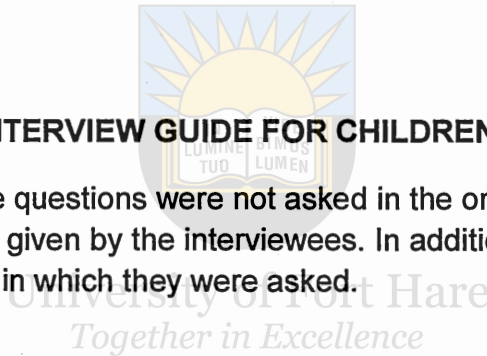 NTERVIEW GUIDE FOR CHILDREN
LUMINE BIMUS
TUO LUMEN
e questions were not asked in the or
given by the interviewees. In additi
in which they were asked.
University of Fort Hare
Together in Excellence